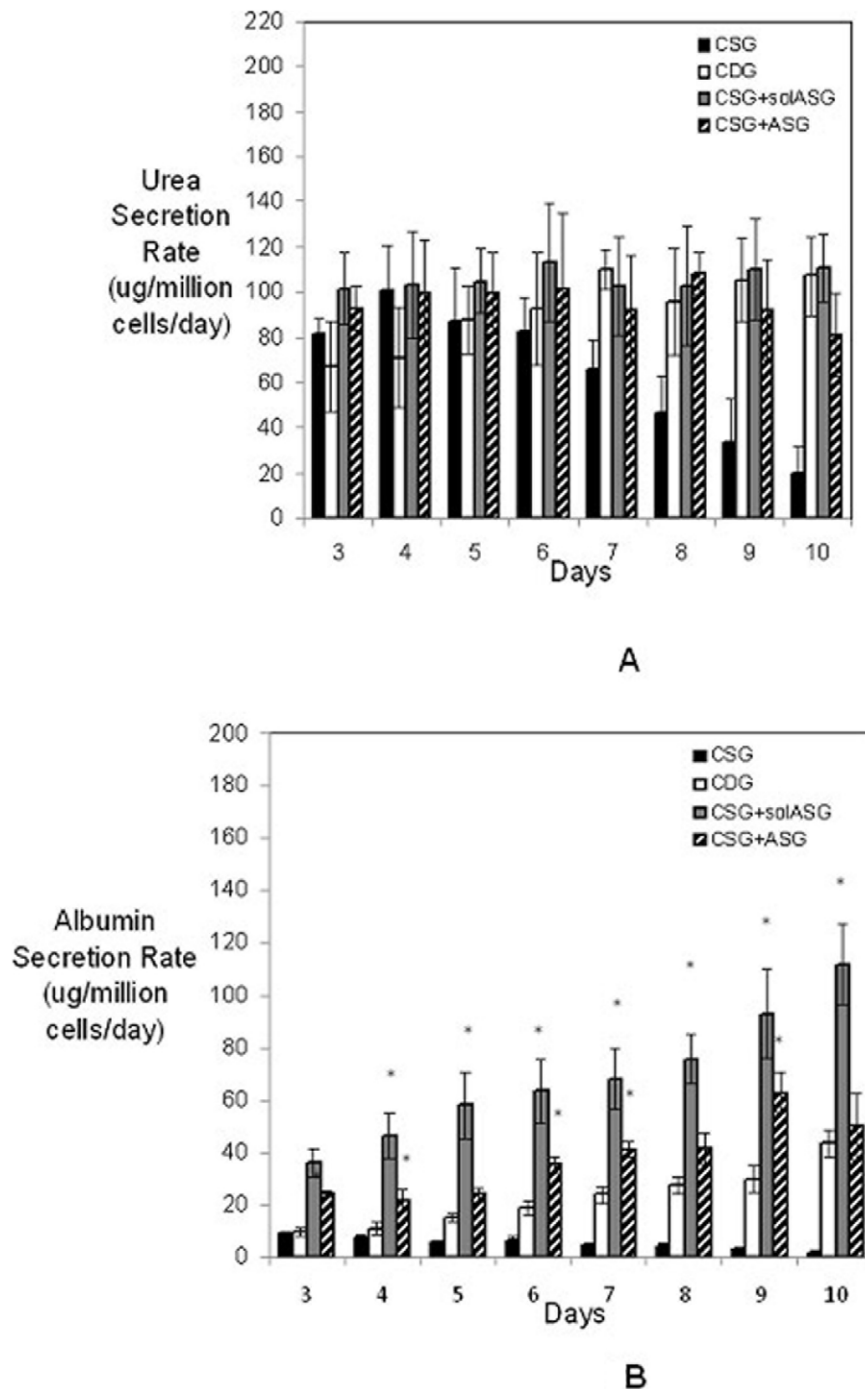 220
200
180
160
140
120
100
80
60
40
20
0
Urea
Secretion
Rate
(ug/million
cells/day)
CSG
CDG
CSG+solASG
CSG+ASG
3 4 5 6 7 8 9 10
Days
A
200
180
160
140
120
100
80
60
40
20
0
Albumin
Secretion Rate
(ug/million
cells/day)
CSG
CDG
CSG+solASG
CSG+ASG
* * * * * * * * * * *
3 4 5 6 7 8 9 10
Days
B